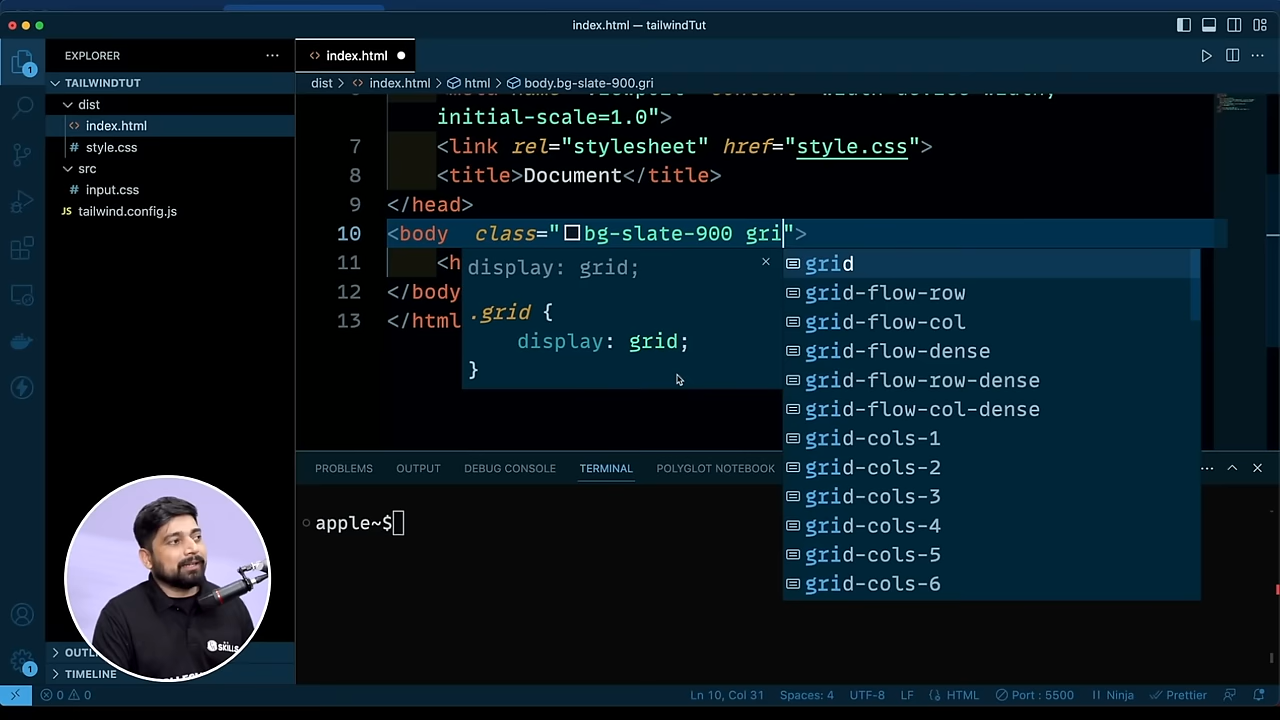 index.html — tailwindTut
EXPLORER
index.html
TAILWINDTUT
dist
index.html
style.css
src
input.css
tailwind.config.js
OUTLI
TIMELINE
1
1
dist > index.html > html > body.bg-slate-900.gri
initial-scale=1.0">
7 <link rel="stylesheet" href="style.css">
8 <title>Document</title>
9 </head>
10 <body  class="bg-slate-900 gri">
11 <h
12 </body
13 </html
display: grid;
.grid {
display: grid;
}
grid
grid-flow-row
grid-flow-col
grid-flow-dense
grid-flow-row-dense
grid-flow-col-dense
grid-cols-1
grid-cols-2
grid-cols-3
grid-cols-4
grid-cols-5
grid-cols-6
PROBLEMS OUTPUT DEBUG CONSOLE TERMINAL POLYGLOT NOTEBOOK
apple~$
SKILLS
0 0 Ln 10, Col 31 Spaces: 4 UTF-8 LF HTML Port : 5500 Ninja Prettier